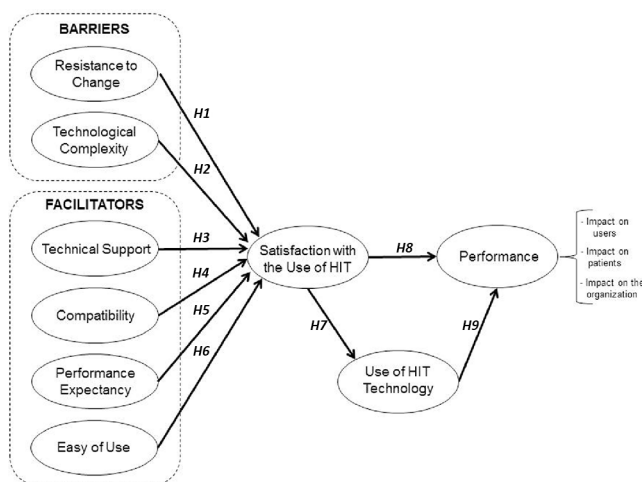 BARRIERS
Resistance to
Change
Technological
Complexity
H1
H2
FACILITATORS
Technical Support
Compatibility
Performance
Expectancy
Easy of Use
H3
H4
H5
H6
Satisfaction with
the Use of HIT
H8
H7
Use of HIT
Technology
H9
Performance
- Impact on
users
- Impact on
patients
- Impact on the
organization